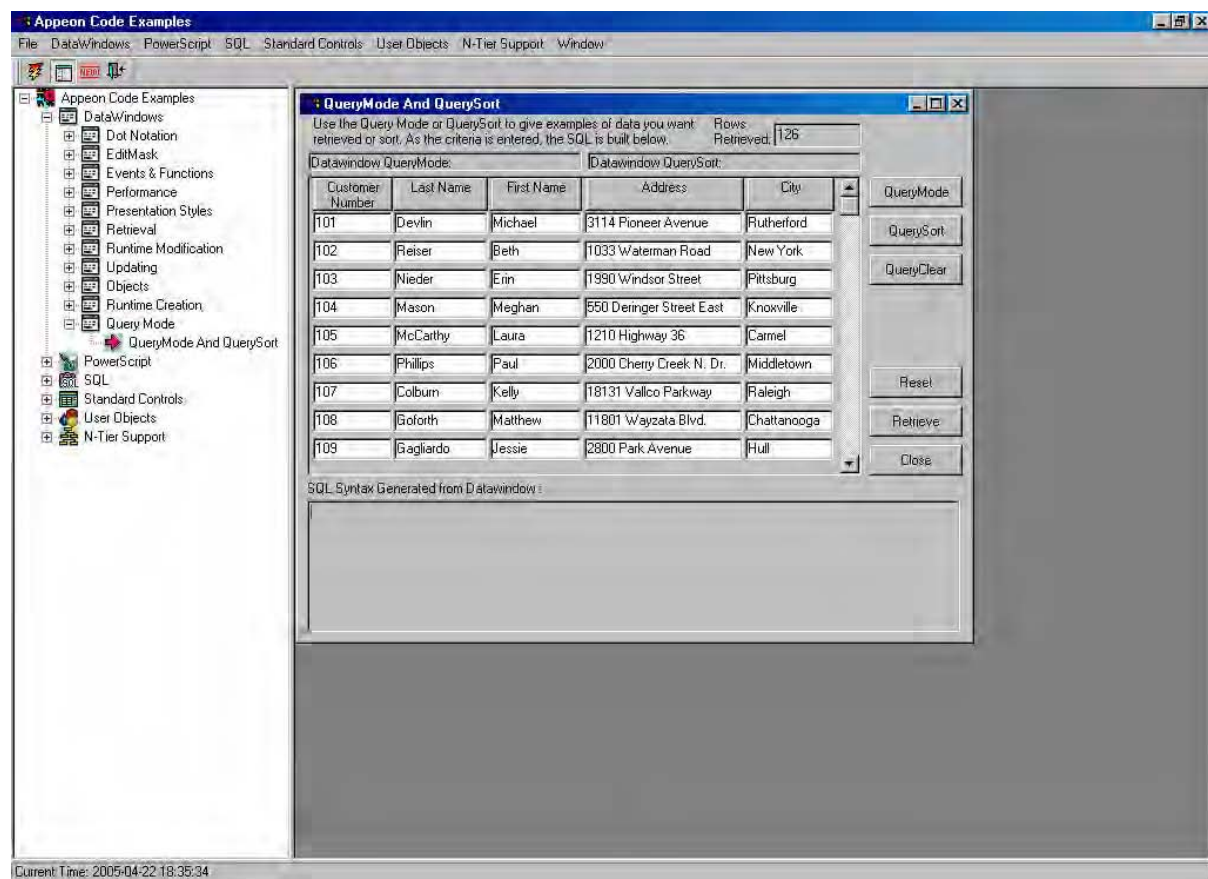 Appeon Code Examples
File DataWindows PowerScript SQL Standard Controls User Objects N-Tier Support Window
Appeon Code Examples
DataWindows
Dot Notation
EditMask
Events & Functions
Performance
Presentation Styles
Retrieval
Runtime Modification
Updating
Objects
Runtime Creation
Query Mode
QueryMode And QuerySort
PowerScript
SQL
Standard Controls
User Objects
N-Tier Support
QueryMode And QuerySort
Use the Query Mode or QuerySort to give examples of data you want
retrieved or sort. As the criteria is entered, the SQL is built below.
Rows
Retrieved: 126
Datawindow QueryMode: Datawindow QuerySort:
Customer Number Last Name First Name Address City
101 Devlin Michael 3114 Pioneer Avenue Rutherford
102 Reiser Beth 1033 Waterman Road New York
103 Nieder Erin 1990 Windsor Street Pittsburg
104 Mason Meghan 550 Deringer Street East Knoxville
105 McCarthy Laura 1210 Highway 36 Carmel
106 Phillips Paul 2000 Cherry Creek N. Dr. Middletown
107 Colburn Kelly 18131 Vallco Parkway Raleigh
108 Goforth Matthew 11801 Wayzata Blvd. Chattanooga
109 Gagliardo Jessie 2800 Park Avenue Hull
QueryMode
QuerySort
QueryClear
Reset
Retrieve
Close
SQL Syntax Generated from Datawindow :
Current Time: 2005-04-22 18:35:34